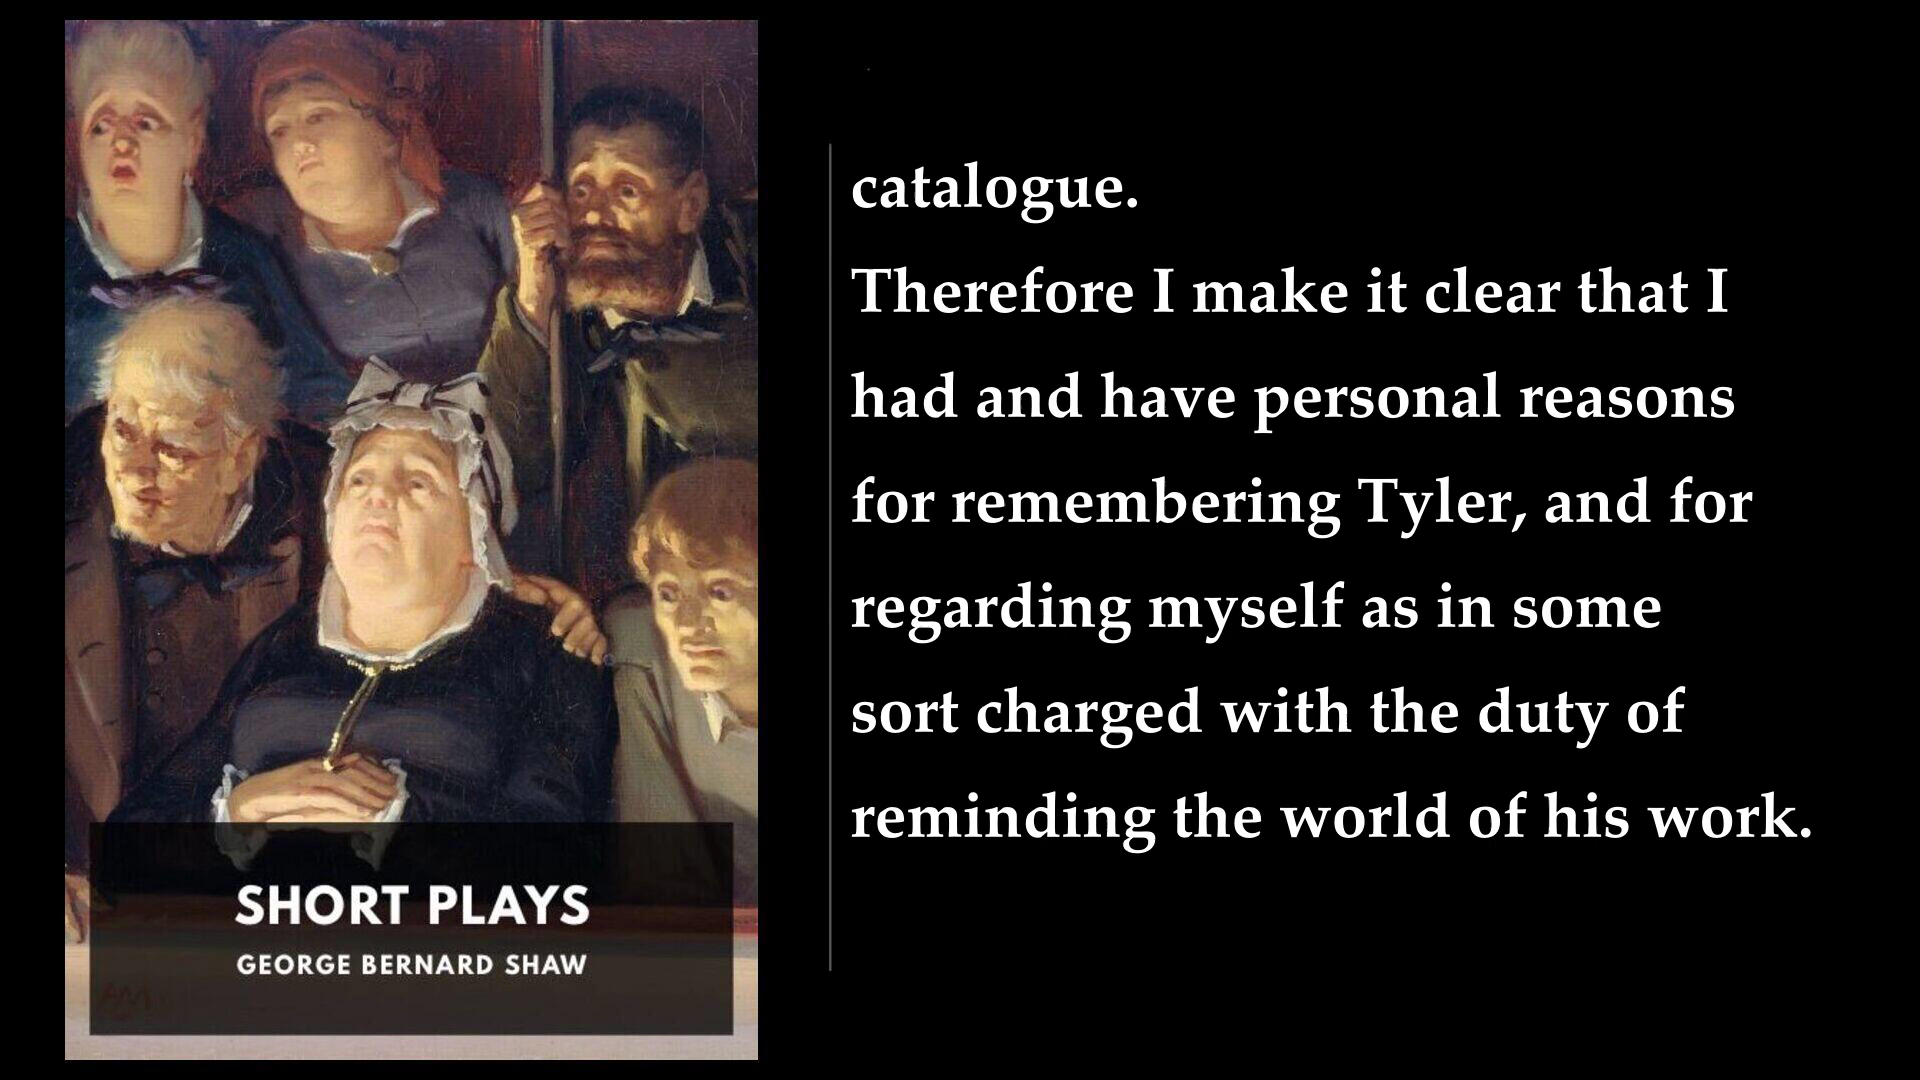 SHORT PLAYS
GEORGE BERNARD SHAW
catalogue.
Therefore I make it clear that I
had and have personal reasons
for remembering Tyler, and for
regarding myself as in some
sort charged with the duty of
reminding the world of his work.